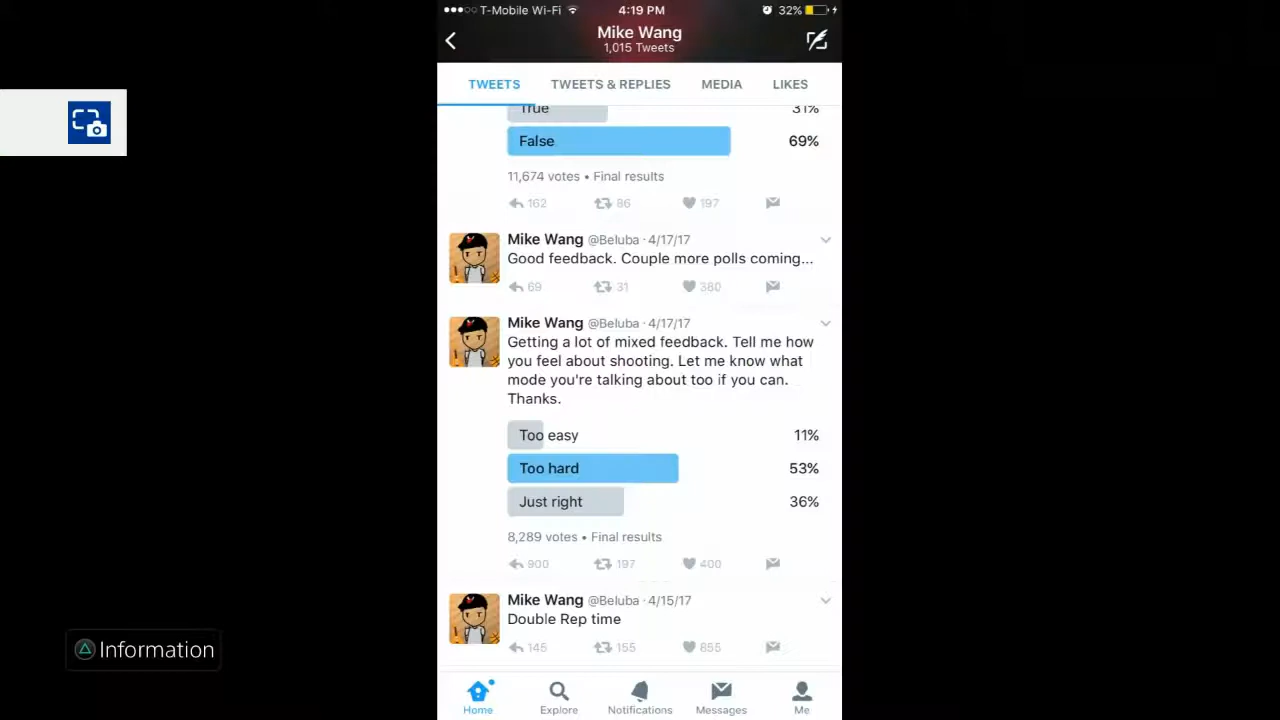 T-Mobile Wi-Fi 4:19 PM 32%
Mike Wang
1,015 Tweets
TWEETS TWEETS & REPLIES MEDIA LIKES
True 31%
False 69%
11,674 votes • Final results
162 86 197
Mike Wang @Beluba · 4/17/17
Good feedback. Couple more polls coming...
69 31 380
Mike Wang @Beluba · 4/17/17
Getting a lot of mixed feedback. Tell me how
you feel about shooting. Let me know what
mode you're talking about too if you can.
Thanks.
Too easy 11%
Too hard 53%
Just right 36%
8,289 votes • Final results
900 197 400
Mike Wang @Beluba · 4/15/17
Double Rep time
145 155 855
Information
Home Explore Notifications Messages Me